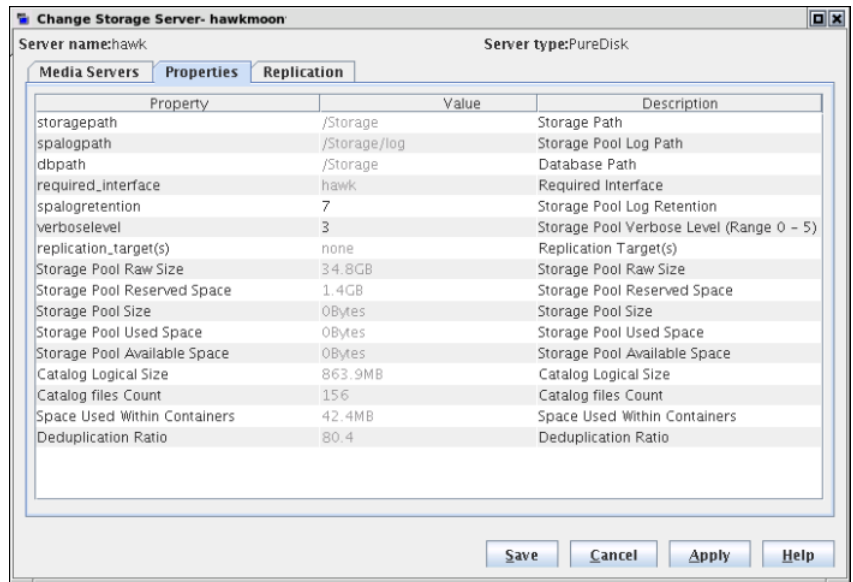 Change Storage Server- hawkmoon
Server name:hawk Server type:PureDisk
Media Servers Properties Replication
Property Value Description
storagepath /Storage Storage Path
spalogpath /Storage/log Storage Pool Log Path
dbpath /Storage Database Path
required_interface hawk Required Interface
spalogretention 7 Storage Pool Log Retention
verboselevel 3 Storage Pool Verbose Level (Range 0 - 5)
replication_target(s) none Replication Target(s)
Storage Pool Raw Size 34.8GB Storage Pool Raw Size
Storage Pool Reserved Space 1.4GB Storage Pool Reserved Space
Storage Pool Size 0Bytes Storage Pool Size
Storage Pool Used Space 0Bytes Storage Pool Used Space
Storage Pool Available Space 0Bytes Storage Pool Available Space
Catalog Logical Size 863.9MB Catalog Logical Size
Catalog files Count 156 Catalog files Count
Space Used Within Containers 42.4MB Space Used Within Containers
Deduplication Ratio 80.4 Deduplication Ratio
Save Cancel Apply Help